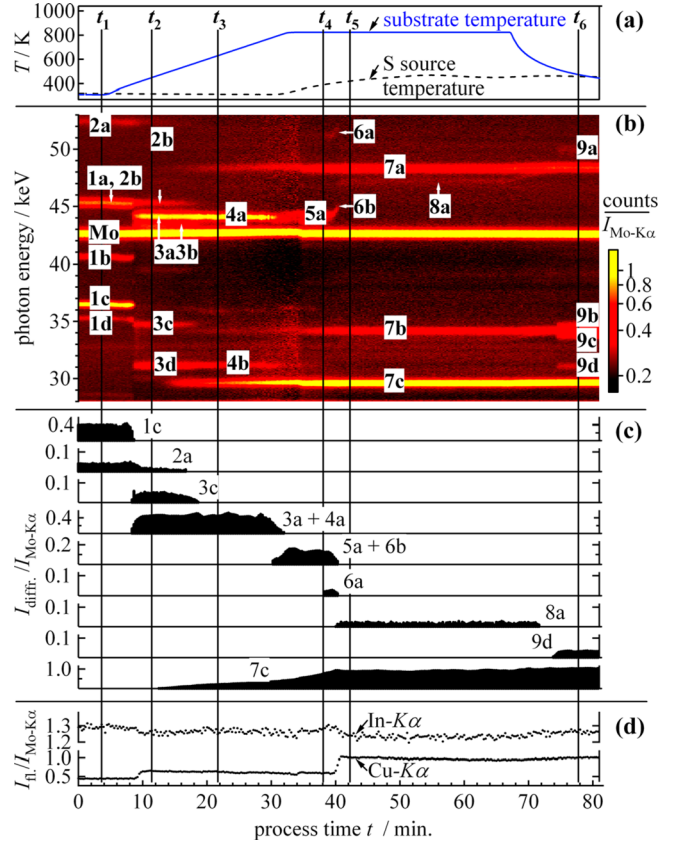 1000
800
600
400
T / K
t1
t2
t3
t4
t5
t6
substrate temperature
S source
temperature
(a)
(b)
50
45
40
35
30
photon energy / keV
2a
2b
1a, 2b
Mo
1b
1c
1d
3a3b
3c
3d
4a
4b
5a
6a
6b
7a
7b
7c
8a
9a
9b
9c
9d
counts
IMo-Kα
1
0.8
0.6
0.4
0.2
(c)
0.4
1c
0.1
2a
0.1
3c
0.4
3a + 4a
0.2
5a + 6b
0.1
6a
0.1
8a
0.1
9d
1.0
7c
Idiffr. /IMo-Kα
(d)
1.3
1.2
1.0
0.5
In-Kα
Cu-Kα
Ifl./IMo-Kα
0 10 20 30 40 50 60 70 80
process time t / min.